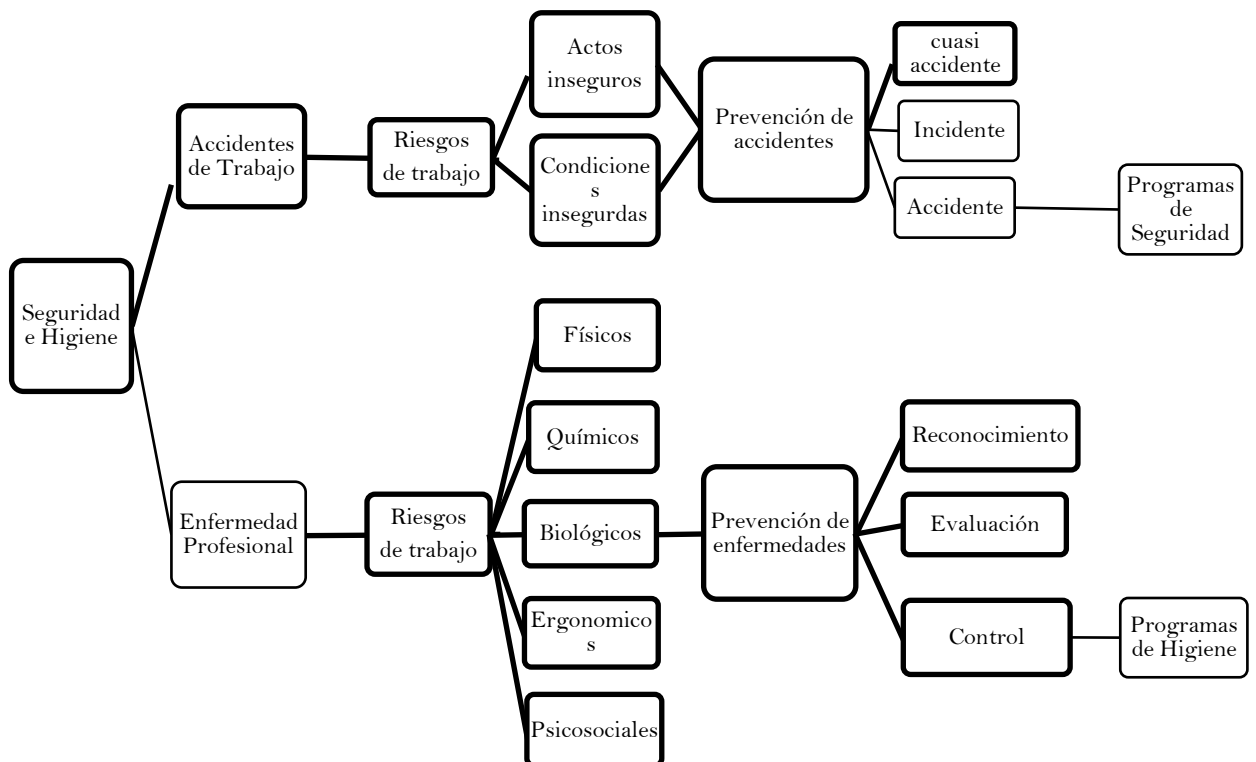 Seguridad
e Higiene
Accidentes
de Trabajo
Riesgos
de trabajo
Actos
inseguros
Condicione
s
insegurdas
Prevención de
accidentes
cuasi
accidente
Incidente
Accidente
Programas
de
Seguridad
Enfermedad
Profesional
Riesgos
de trabajo
Físicos
Químicos
Biológicos
Ergonomico
s
Psicosociales
Prevención de
enfermedades
Reconocimiento
Evaluación
Control
Programas
de Higiene